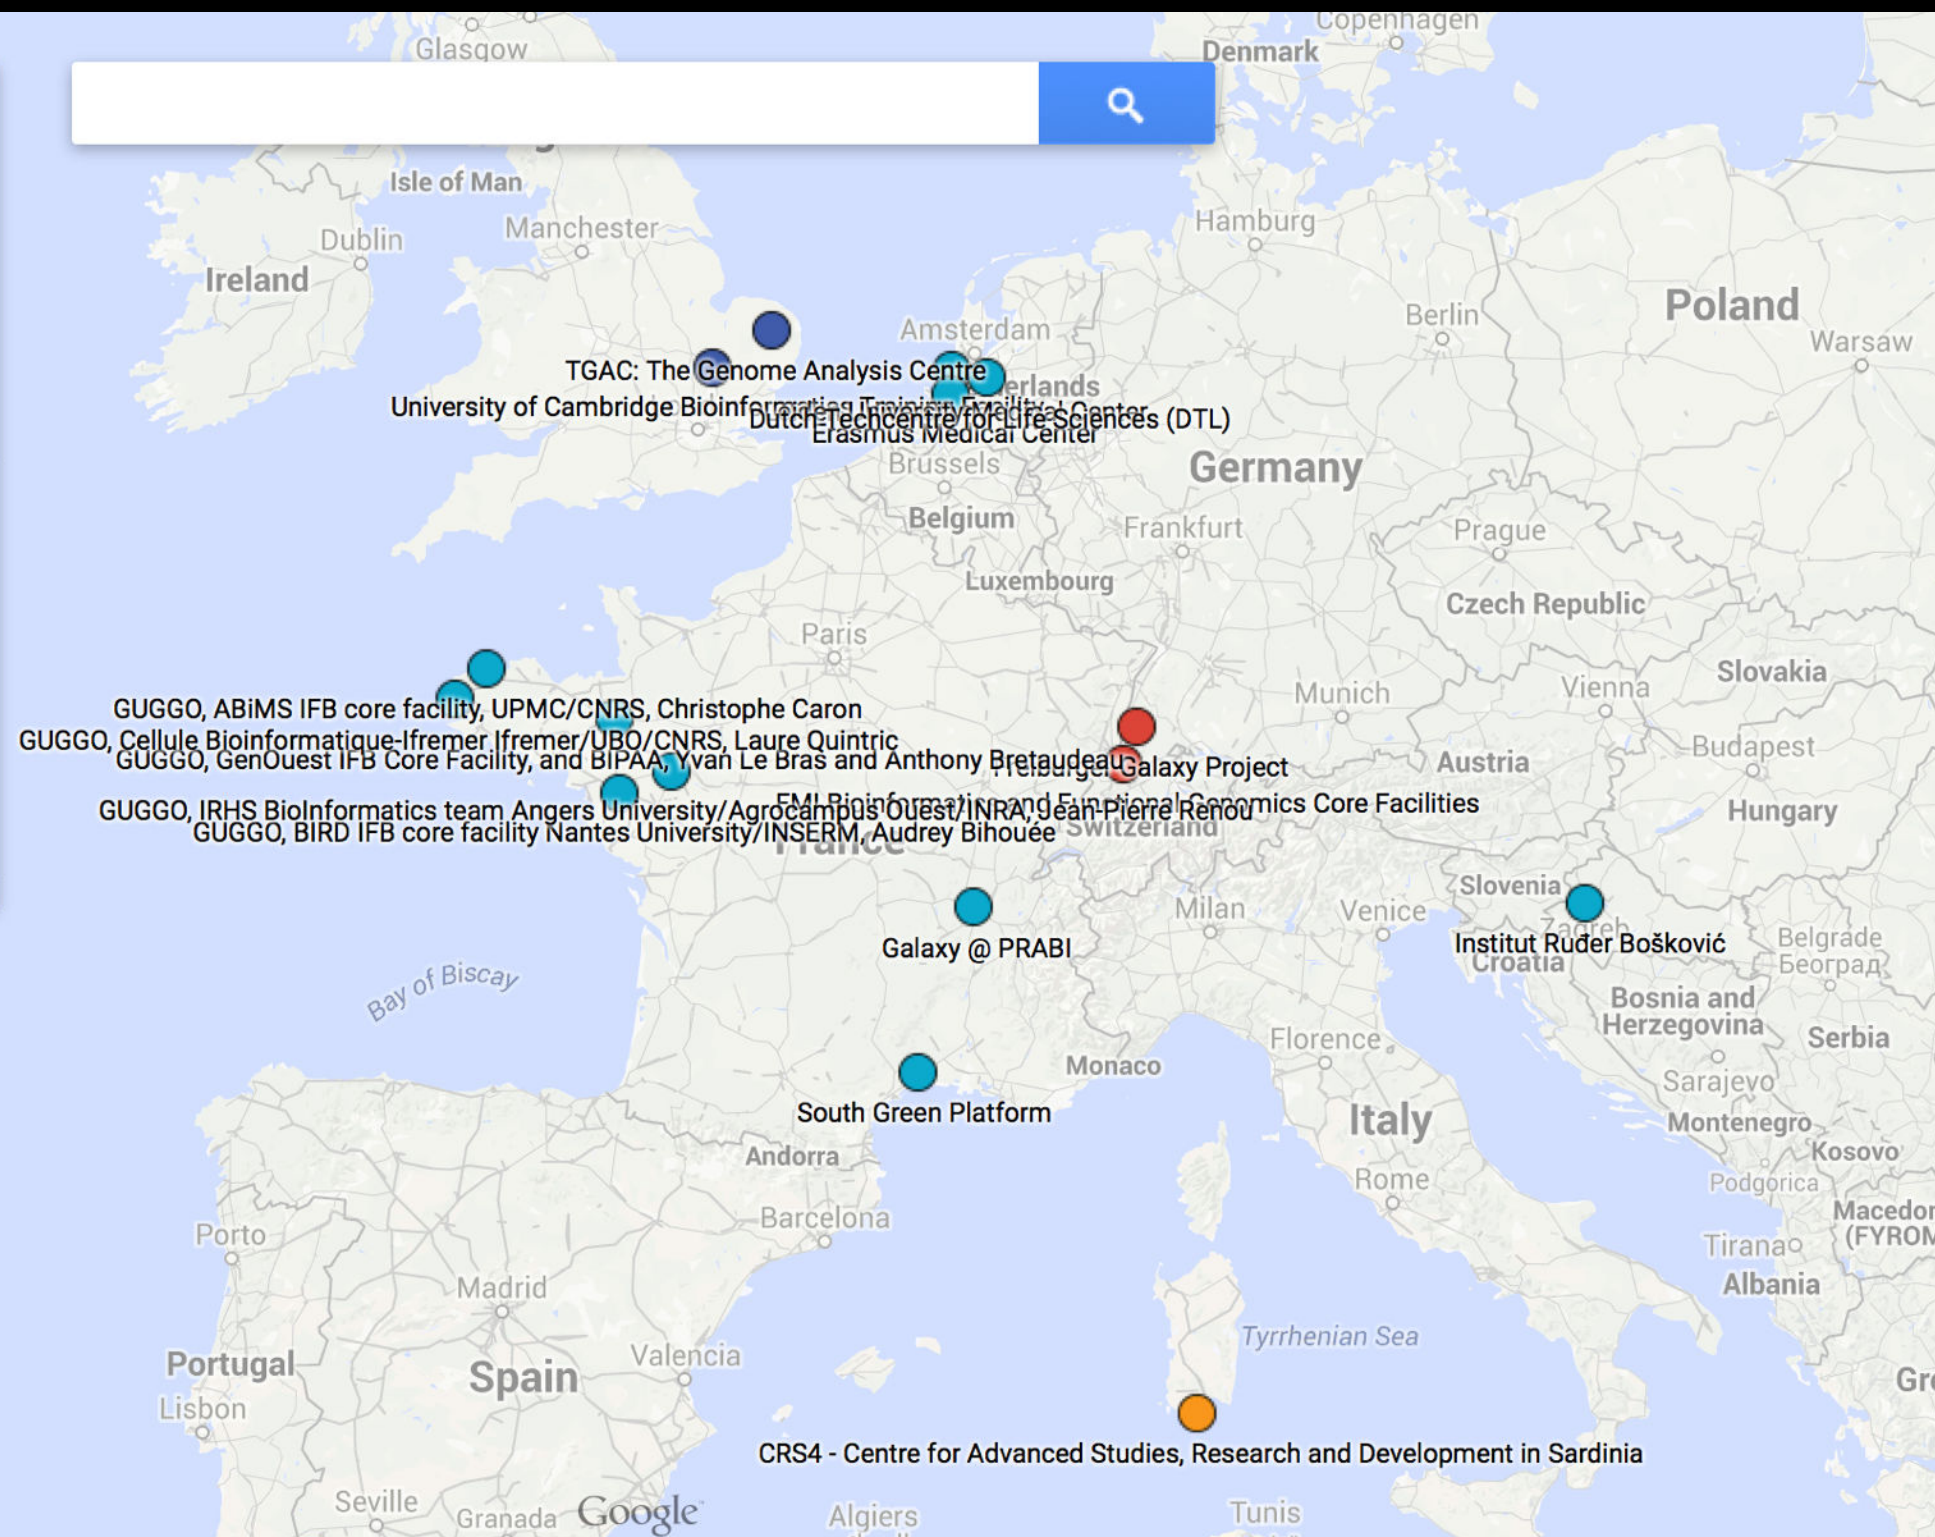 Copenhagen
Glasgow
Denmark
Isle of Man
Hamburg
Manchester
Dublin
Ireland
Poland
Berlin
Amsterdam
Warsaw
TGAC: The Genome Analysis Centre
erlands
University of Cambridge Bioinformatics Training Facility
Dutch Techcentre for Life Sciences (DTL)
Erasmus Medical Center
Brussels
Germany
Belgium
Frankfurt
Prague
Luxembourg
Czech Republic
Paris
Slovakia
Munich
Vienna
GUGGO, ABiMS IFB core facility, UPMC/CNRS, Christophe Caron
GUGGO, Cellule Bioinformatique-Ifremer Ifremer/UBO/CNRS, Laure Quintric
Budapest
GUGGO, GenOuest IFB Core Facility, and BIPAA, Yvan Le Bras and Anthony Bretaudeau
Galaxy Project
Austria
FMI Bioinformatics and Functional Genomics Core Facilities
GUGGO, IRHS BioInformatics team Angers University/Agrocampus Ouest/INRA, Jean-Pierre Renou
Hungary
Switzerland
GUGGO, BIRD IFB core facility Nantes University/INSERM, Audrey Bihouée
France
Slovenia
Milan
Venice
Zagreb
Galaxy @ PRABI
Institut Ruđer Bošković
Belgrade
Београд
Croatia
Bay of Biscay
Bosnia and
Herzegovina
Serbia
Florence
Monaco
Sarajevo
South Green Platform
Italy
Montenegro
Andorra
Kosovo
Rome
Podgorica
Barcelona
Macedor
(FYROM
Porto
Tirana
Madrid
Albania
Tyrrhenian Sea
Valencia
Portugal
Spain
Gre
Lisbon
CRS4 - Centre for Advanced Studies, Research and Development in Sardinia
Seville
Granada
Google
Algiers
Tunis